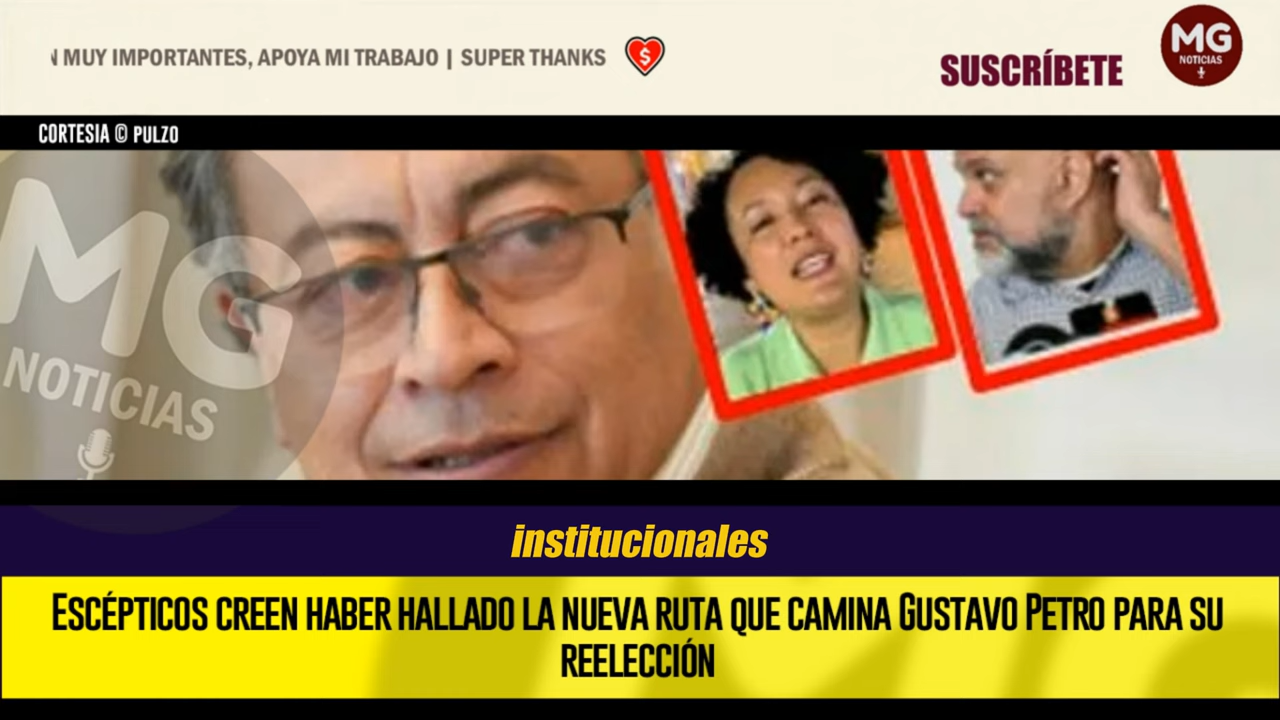 MUY IMPORTANTES, APOYA MI TRABAJO | SUPER THANKS
$
SUSCRÍBETE
MG
NOTICIAS
CORTESIA © PULZO
MG
NOTICIAS
institucionales
ESCÉPTICOS CREEN HABER HALLADO LA NUEVA RUTA QUE CAMINA GUSTAVO PETRO PARA SU
REELECCIÓN